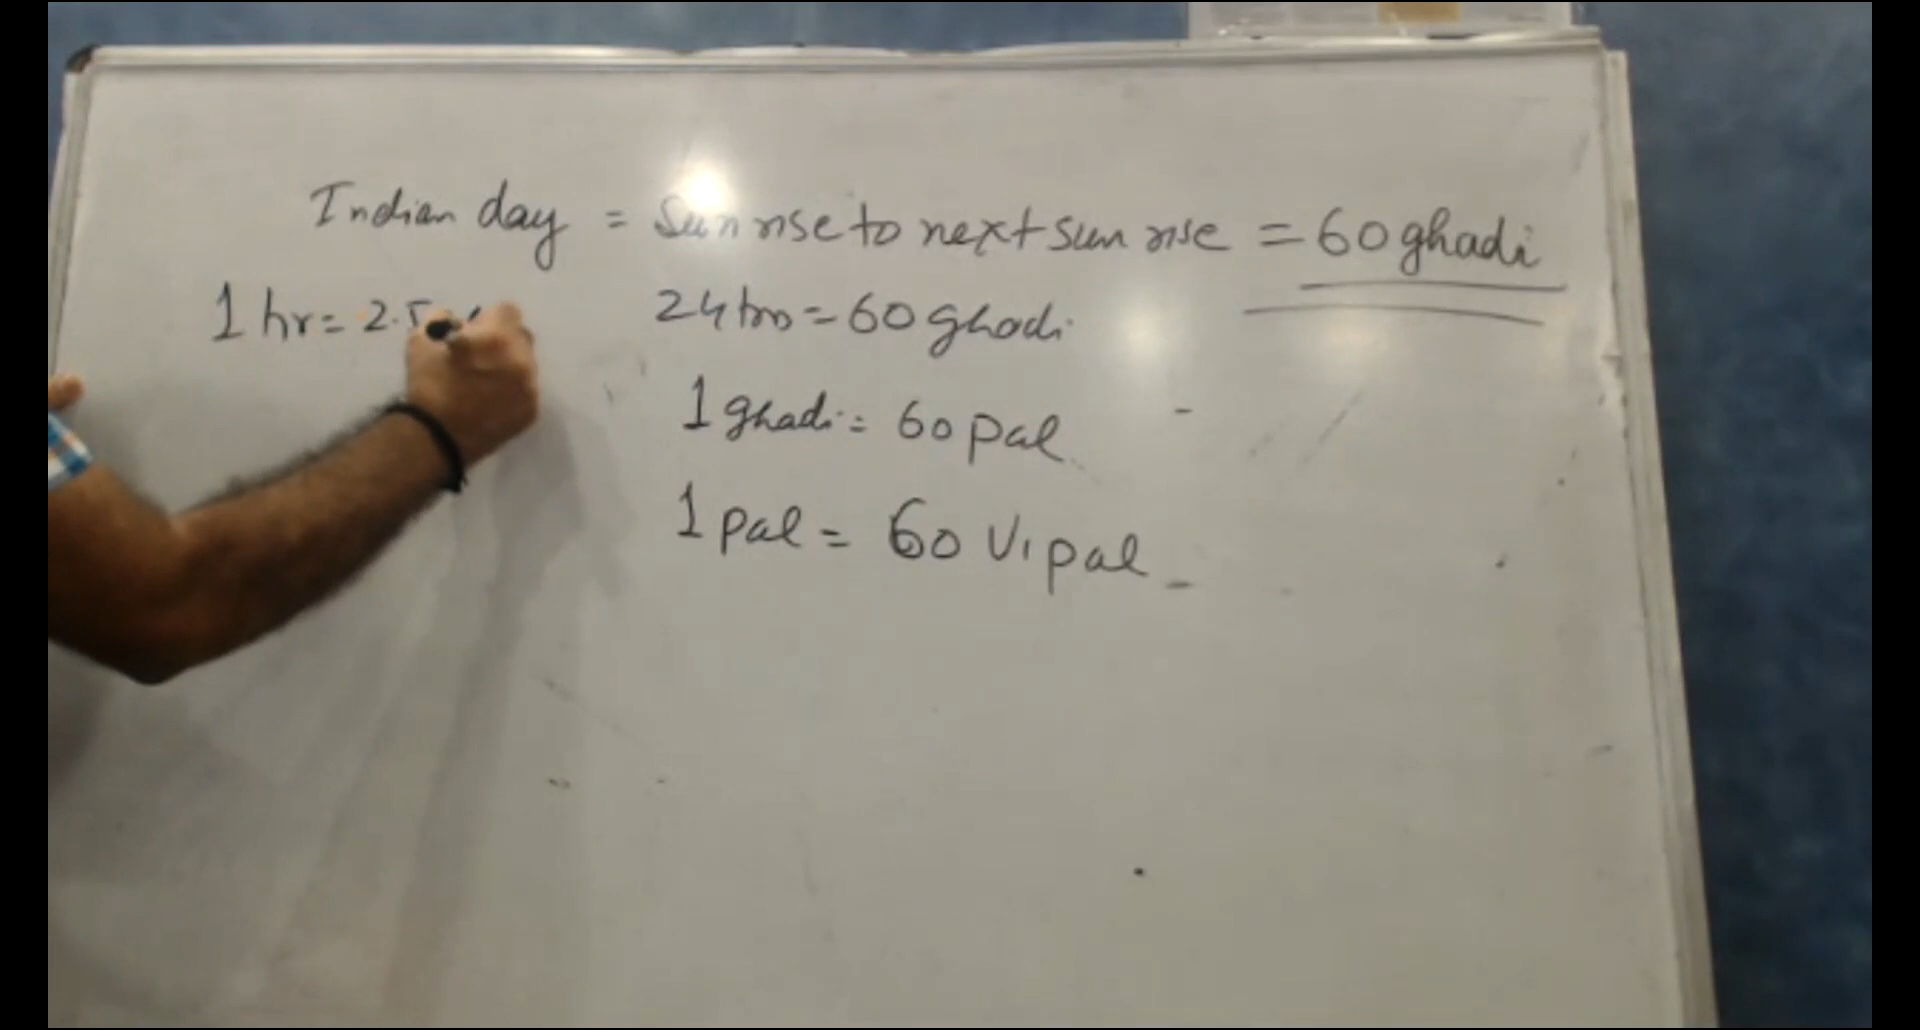 Indian day = Sun rise to next sun rise = 60 ghadi
1 hr = 2.5
24 hrs = 60 ghadi
1 ghadi = 60 pal
1 pal = 60 Vipal